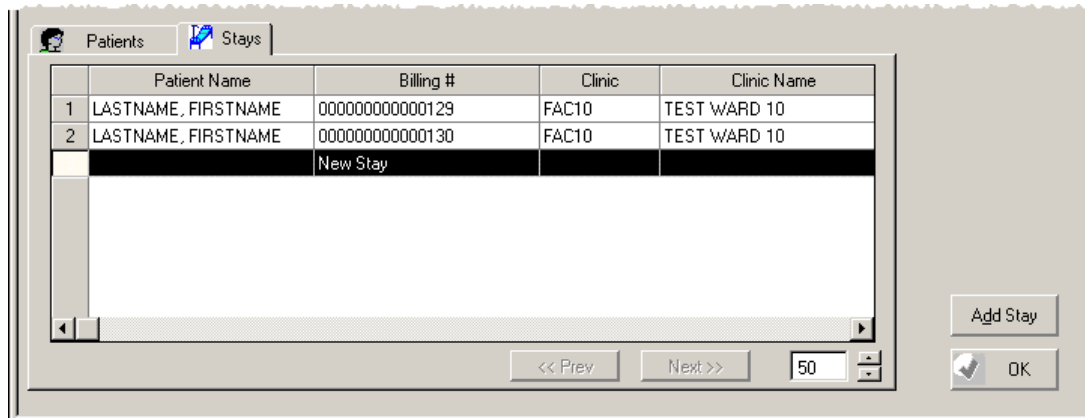 Patients Stays
Patient Name Billing # Clinic Clinic Name
1 LASTNAME, FIRSTNAME 000000000000129 FAC10 TEST WARD 10
2 LASTNAME, FIRSTNAME 000000000000130 FAC10 TEST WARD 10
New Stay
Add Stay
<< Prev Next >> 50 OK